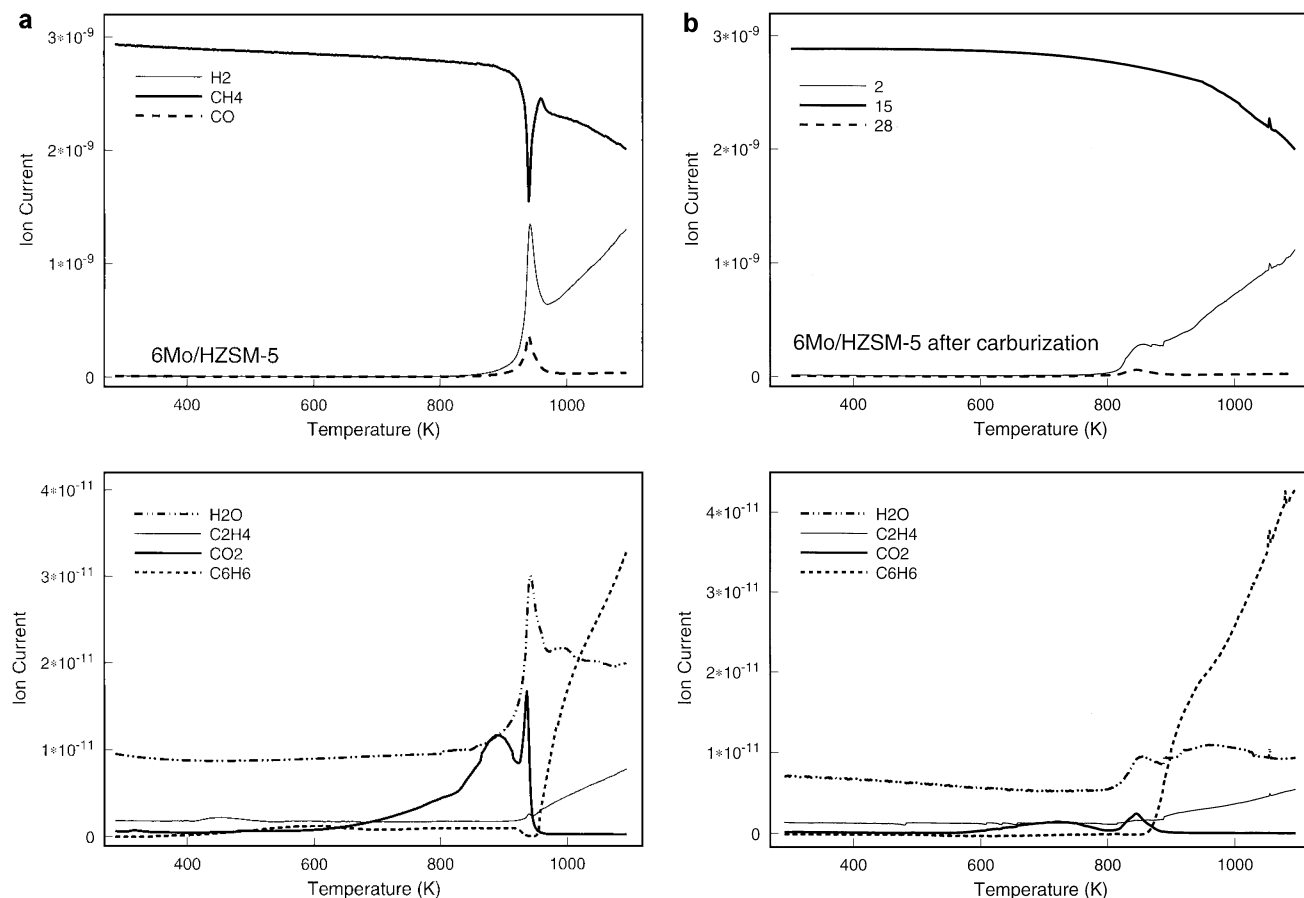 a
3*10-9
2*10-9
1*10-9
0
Ion Current
H2
CH4
CO
6Mo/HZSM-5
400 600 800 1000
Temperature (K)
b
3*10-9
2*10-9
1*10-9
0
Ion Current
2
15
28
6Mo/HZSM-5 after carburization
400 600 800 1000
Temperature (K)
4*10-11
3*10-11
2*10-11
1*10-11
0
Ion Current
H2O
C2H4
CO2
C6H6
400 600 800 1000
Temperature (K)
4*10-11
3*10-11
2*10-11
1*10-11
0
Ion Current
H2O
C2H4
CO2
C6H6
400 600 800 1000
Temperature (K)